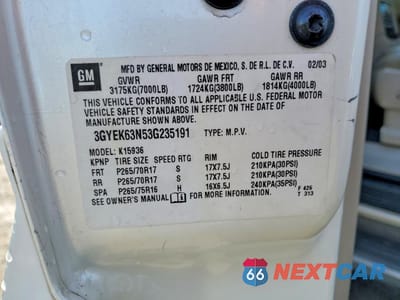 GM
MFD BY GENERAL MOTORS DE MEXICO, S. DE R.L. DE C.V. 02/03
GVWR GAWR FRT GAWR RR
3175KG(7000LB) 1724KG(3800LB) 1814KG(4000LB)
THIS VEHICLE CONFORMS TO ALL APPLICABLE U.S. FEDERAL MOTOR VEHICLE
SAFETY STANDARDS IN EFFECT ON THE DATE OF
MANUFACTURE SHOWN ABOVE.
3GYEK63N53G235191 TYPE: M.P.V.
MODEL: K15936
KPNP TIRE SIZE SPEED RTG RIM COLD TIRE PRESSURE
FRT P265/70R17 S 17X7.5J 210KPA(30PSI)
RR P265/70R17 S 17X7.5J 210KPA(30PSI)
SPA P265/75R16 H 16X6.5J 240KPA(35PSI)
SEE OWNER'S MANUAL FOR MORE INFORMATION. F 426
T 313
66 NEXTCAR